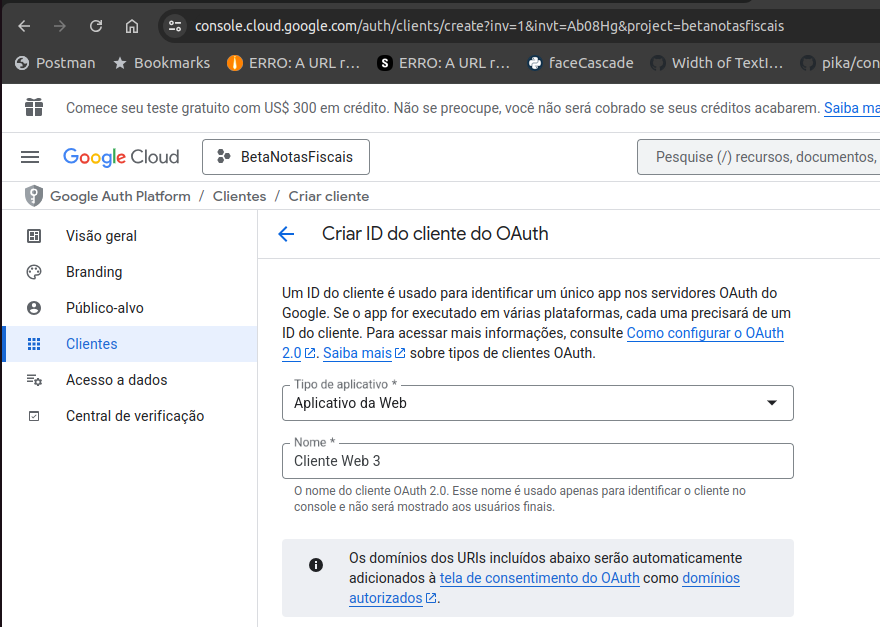 console.cloud.google.com/auth/clients/create?inv=1&invt=Ab08Hg&project=betanotasfiscais
Postman Bookmarks ERRO: A URL r... ERRO: A URL r... faceCascade Width of TextI... pika/con
Comece seu teste gratuito com US$ 300 em crédito. Não se preocupe, você não será cobrado se seus créditos acabarem. Saiba ma
Google Cloud BetaNotasFiscais Pesquise (/) recursos, documentos,
Google Auth Platform / Clientes / Criar cliente
Visão geral
Branding
Público-alvo
Clientes
Acesso a dados
Central de verificação
Criar ID do cliente do OAuth
Um ID do cliente é usado para identificar um único app nos servidores OAuth do
Google. Se o app for executado em várias plataformas, cada uma precisará de um
ID do cliente. Para acessar mais informações, consulte Como configurar o OAuth
2.0. Saiba mais sobre tipos de clientes OAuth.
Tipo de aplicativo *
Aplicativo da Web
Nome *
Cliente Web 3
O nome do cliente OAuth 2.0. Esse nome é usado apenas para identificar o cliente no
console e não será mostrado aos usuários finais.
Os domínios dos URIs incluídos abaixo serão automaticamente
adicionados à tela de consentimento do OAuth como domínios
autorizados.